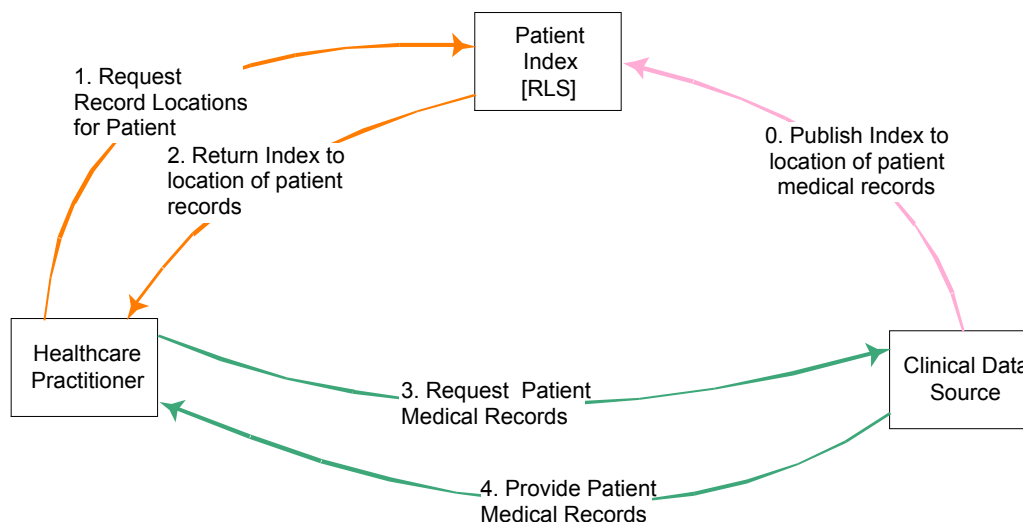 Patient
Index
[RLS]
1. Request
Record Locations
for Patient
2. Return Index to
location of patient
records
0. Publish Index to
location of patient
medical records
Healthcare
Practitioner
Clinical Data
Source
3. Request  Patient
Medical Records
4. Provide Patient
Medical Records